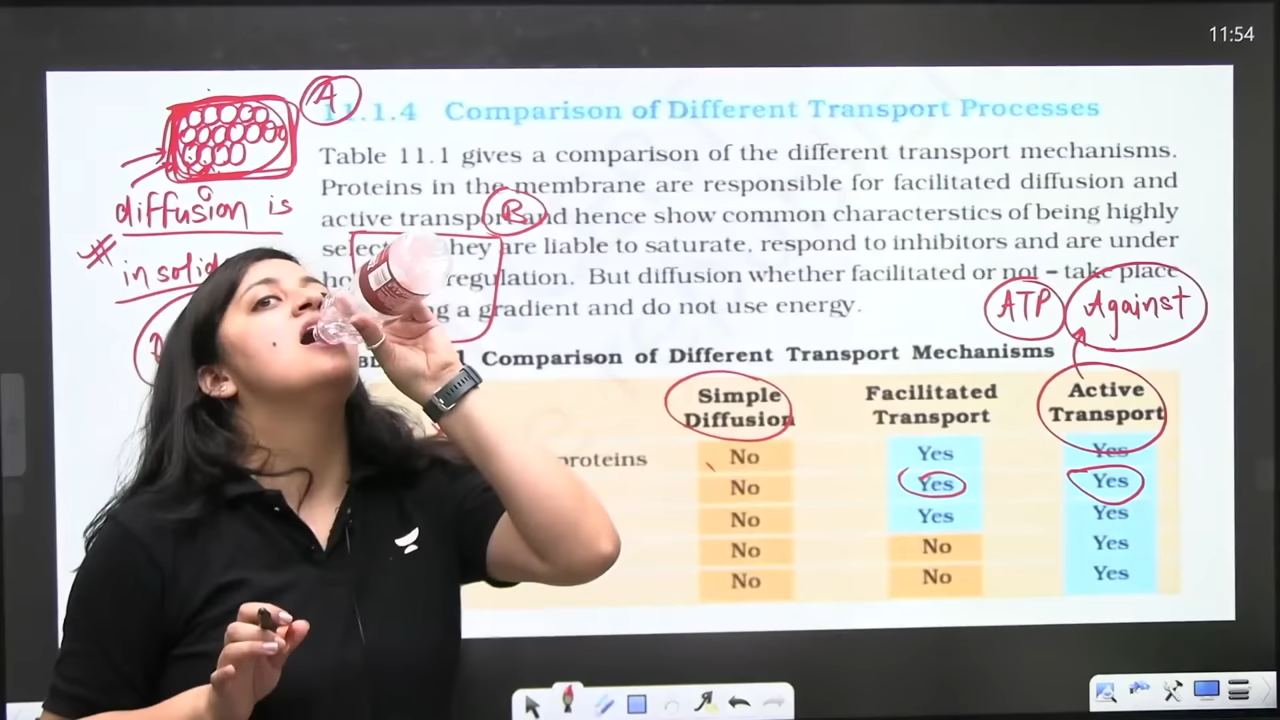 11:54
A
11.1.4 Comparison of Different Transport Processes
Table 11.1 gives a comparison of the different transport mechanisms.
Proteins in the membrane are responsible for facilitated diffusion and
active transport and hence show common characterstics of being highly
B
diffusion is
# in solid
they are liable to saturate, respond to inhibitors and are under
regulation. But diffusion whether facilitated or not – take place
a gradient and do not use energy.
ATP Against
Comparison of Different Transport Mechanisms
Simple Diffusion Facilitated Transport Active Transport
proteins No Yes Yes
No Yes Yes
No Yes Yes
No No Yes
No No Yes